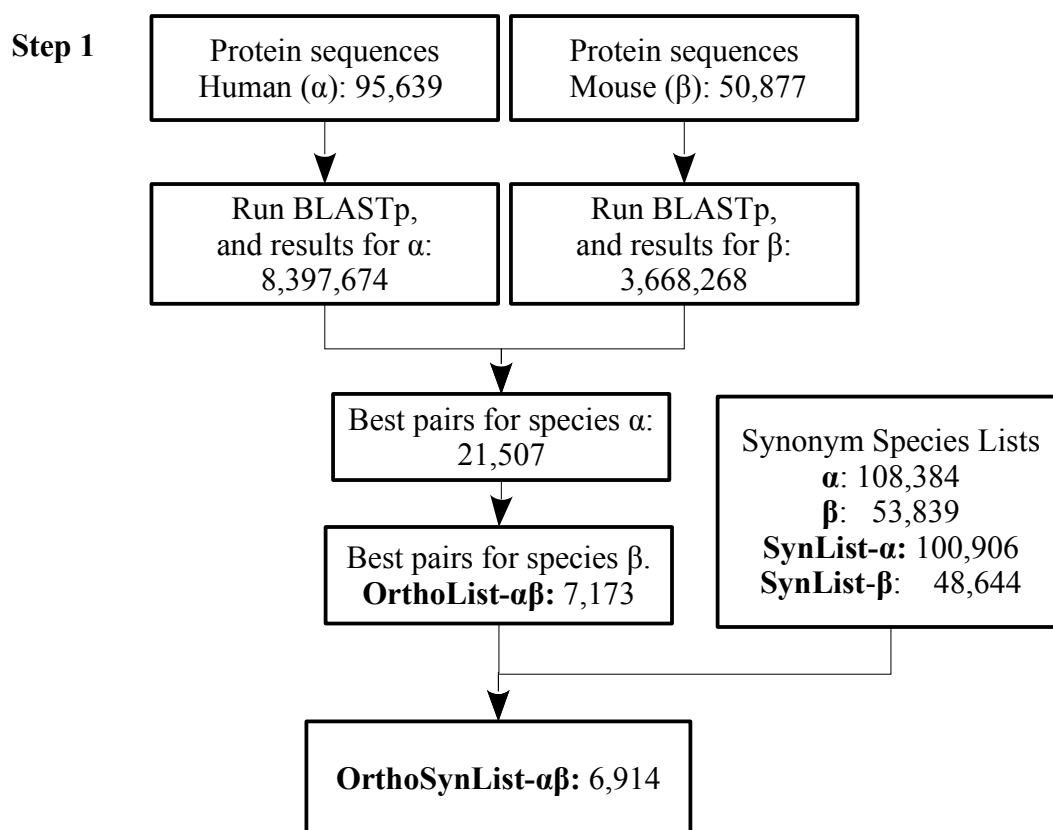 Step 1
Protein sequences
Human (α): 95,639
Protein sequences
Mouse (β): 50,877
Run BLASTp,
and results for α:
8,397,674
Run BLASTp,
and results for β:
3,668,268
Best pairs for species α:
21,507
Best pairs for species β.
OrthoList-αβ: 7,173
Synonym Species Lists
α: 108,384
β: 53,839
SynList-α: 100,906
SynList-β: 48,644
OrthoSynList-αβ: 6,914